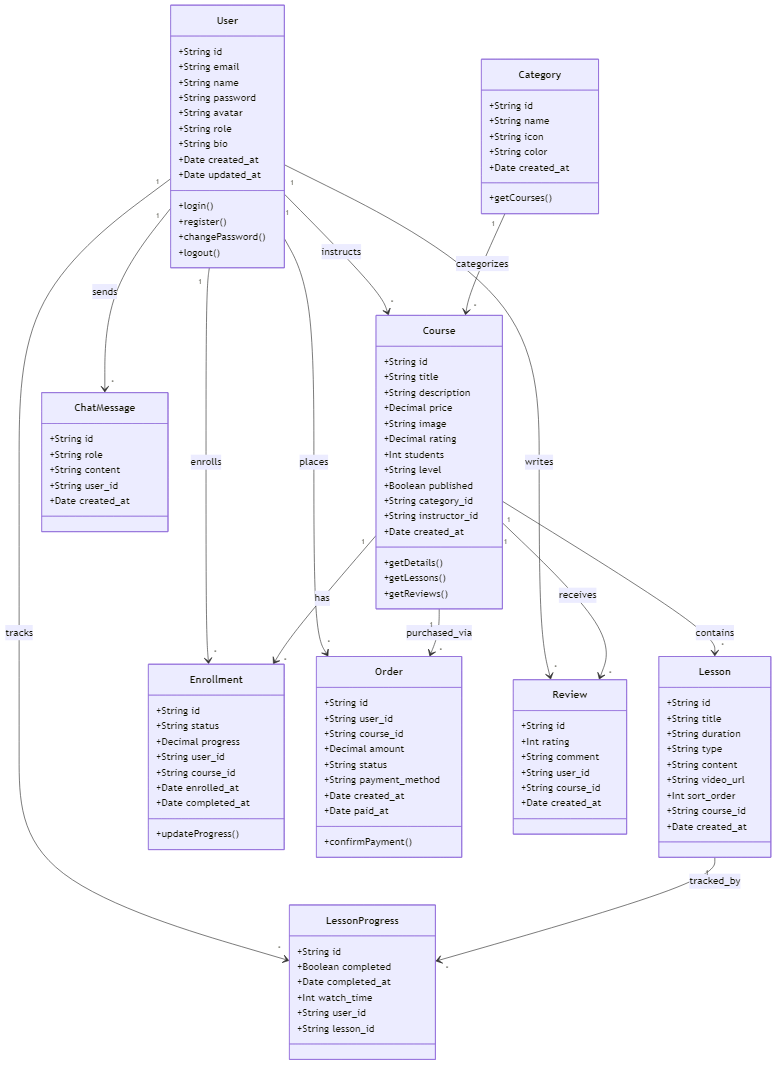 User
+String id
+String email
+String name
+String password
+String avatar
+String role
+String bio
+Date created_at
+Date updated_at
+login()
+register()
+changePassword()
+logout()
Category
+String id
+String name
+String icon
+String color
+Date created_at
+getCourses()
1
1
1
1
1
1
1
sends
instructs
categorizes
*
*
*
Course
+String id
+String title
+String description
+Decimal price
+String image
+Decimal rating
+Int students
+String level
+Boolean published
+String category_id
+String instructor_id
+Date created_at
+getDetails()
+getLessons()
+getReviews()
ChatMessage
+String id
+String role
+String content
+String user_id
+Date created_at
enrolls
places
writes
1
1
1
1
has
receives
tracks
purchased_via
contains
*
*
*
*
*
*
*
Enrollment
+String id
+String status
+Decimal progress
+String user_id
+String course_id
+Date enrolled_at
+Date completed_at
+updateProgress()
Order
+String id
+String user_id
+String course_id
+Decimal amount
+String status
+String payment_method
+Date created_at
+Date paid_at
+confirmPayment()
Review
+String id
+Int rating
+String comment
+String user_id
+String course_id
+Date created_at
Lesson
+String id
+String title
+String duration
+String type
+String content
+String video_url
+Int sort_order
+String course_id
+Date created_at
1
tracked_by
*
*
LessonProgress
+String id
+Boolean completed
+Date completed_at
+Int watch_time
+String user_id
+String lesson_id